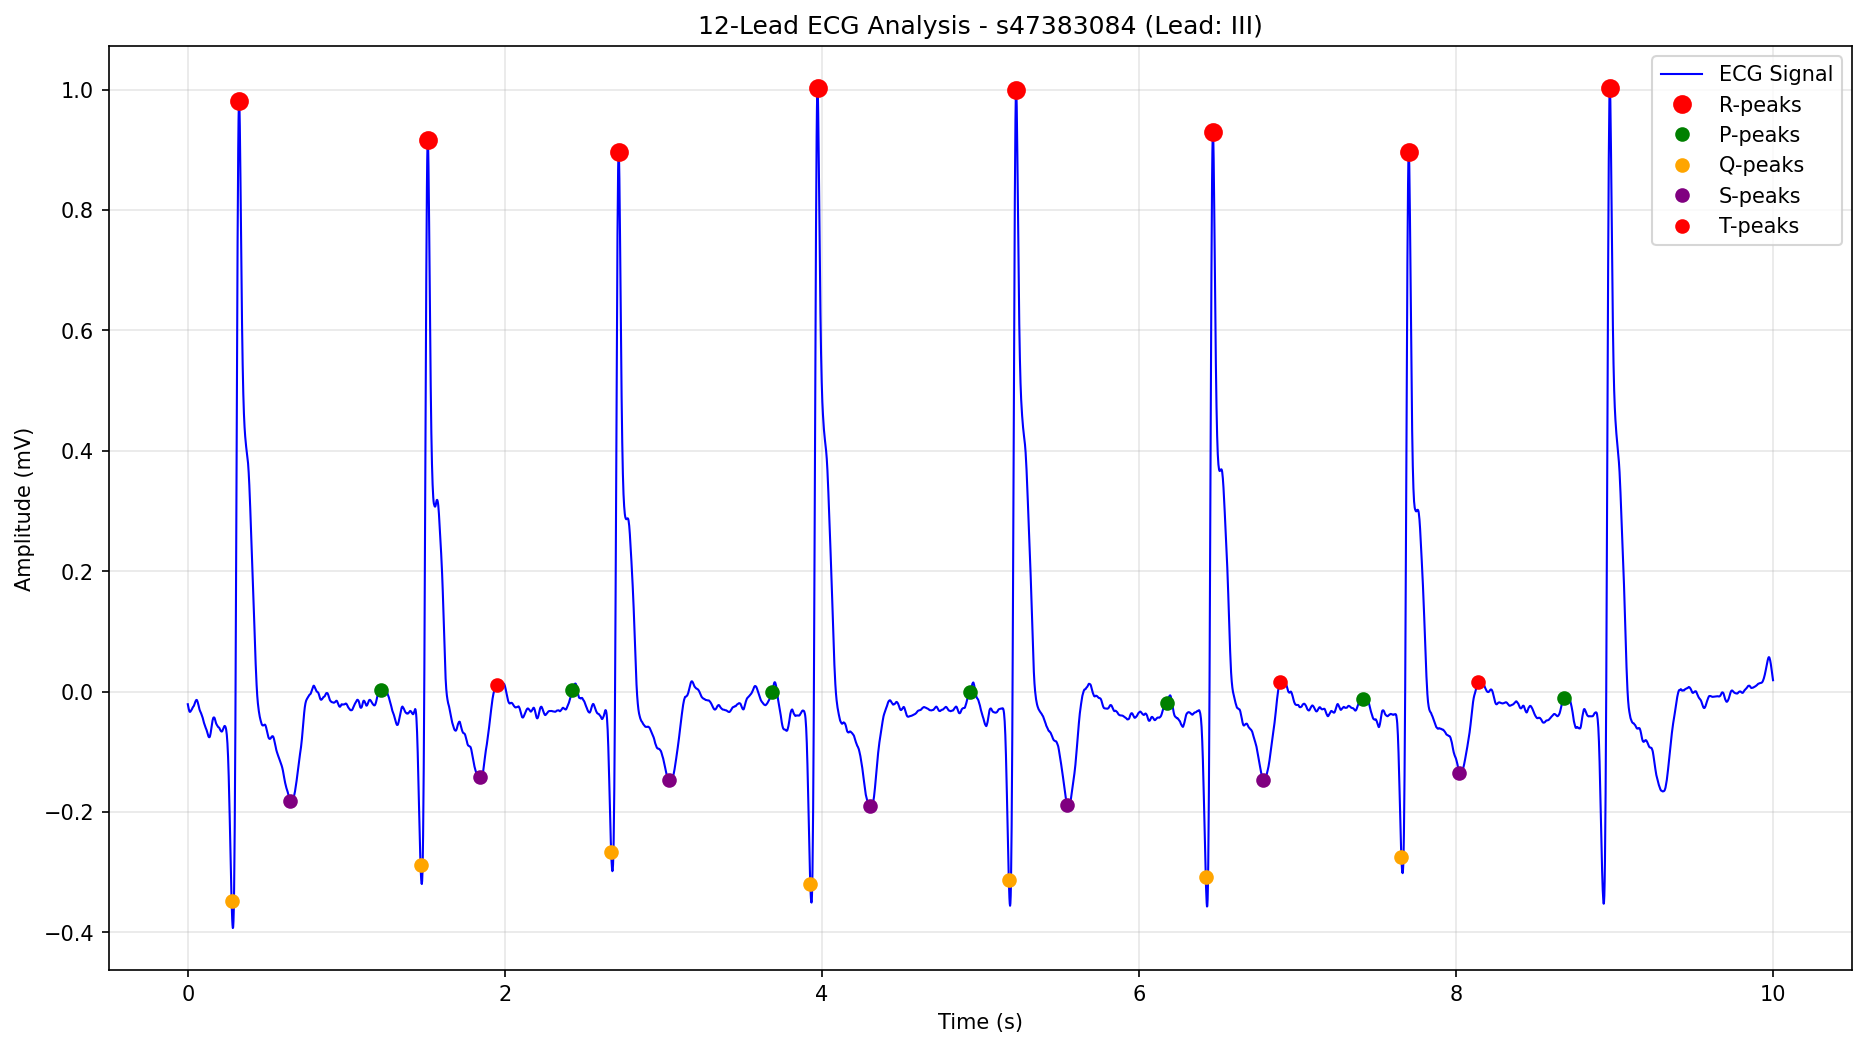 12-Lead ECG Analysis - s47383084 (Lead: III)
ECG Signal
R-peaks
P-peaks
Q-peaks
S-peaks
T-peaks
Amplitude (mV)
1.0
0.8
0.6
0.4
0.2
0.0
−0.2
−0.4
0 2 4 6 8 10
Time (s)